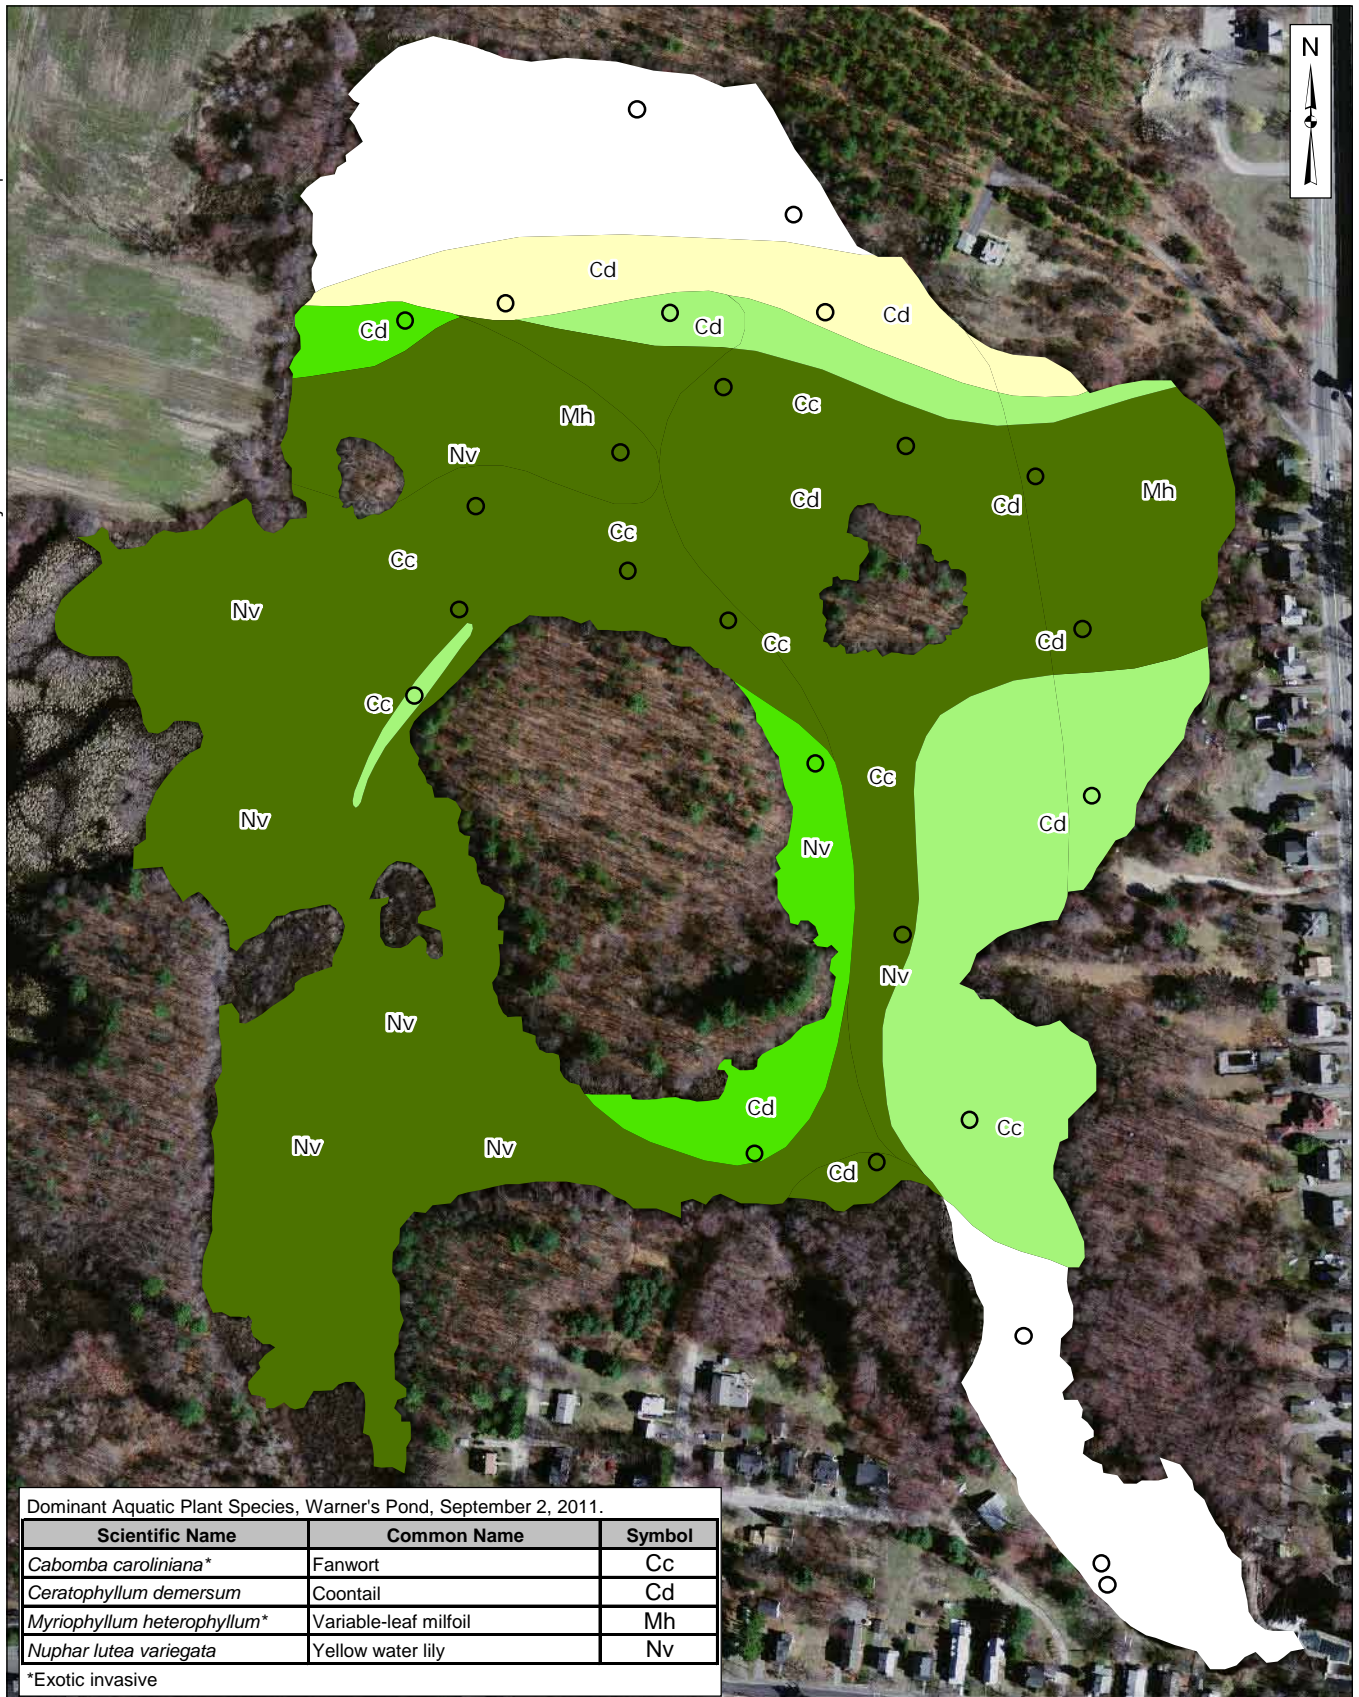 N
Cd
Cd
Cd
Cd
Cc
Mh
Nv
Cd
Cd
Mh
Cc
Cc
Nv
Cc
Cd
Cc
Cc
Nv
Cd
Nv
Nv
Nv
Cd
Cc
Nv
Nv
Cd
Dominant Aquatic Plant Species, Warner's Pond, September 2, 2011.
Scientific Name Common Name Symbol
Cabomba caroliniana* Fanwort Cc
Ceratophyllum demersum Coontail Cd
Myriophyllum heterophyllum* Variable-leaf milfoil Mh
Nuphar lutea variegata Yellow water lily Nv
*Exotic invasive